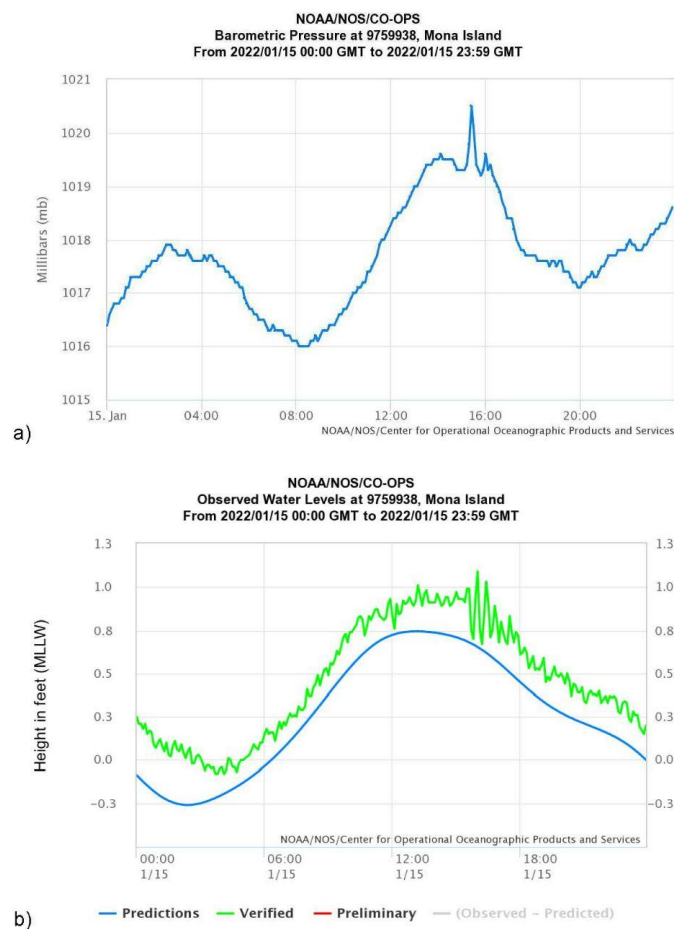 NOAA/NOS/CO-OPS
Barometric Pressure at 9759938, Mona Island
From 2022/01/15 00:00 GMT to 2022/01/15 23:59 GMT
Millibars (mb)
1021
1020
1019
1018
1017
1016
1015
15. Jan 04:00 08:00 12:00 16:00 20:00
NOAA/NOS/Center for Operational Oceanographic Products and Services
a)
NOAA/NOS/CO-OPS
Observed Water Levels at 9759938, Mona Island
From 2022/01/15 00:00 GMT to 2022/01/15 23:59 GMT
Height in feet (MLLW)
1.3 1.3
1.0 1.0
0.8 0.8
0.5 0.5
0.3 0.3
0.0 0.0
−0.3 −0.3
NOAA/NOS/Center for Operational Oceanographic Products and Services
00:00 06:00 12:00 18:00
1/15 1/15 1/15 1/15
b)
Predictions Verified Preliminary (Observed – Predicted)